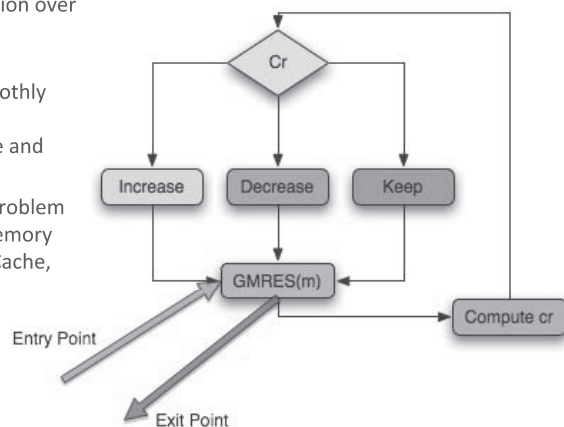 ion over
othly
e and
roblem
emory
Cache,
Cr
Increase
Decrease
Keep
GMRES(m)
Compute cr
Entry Point
Exit Point